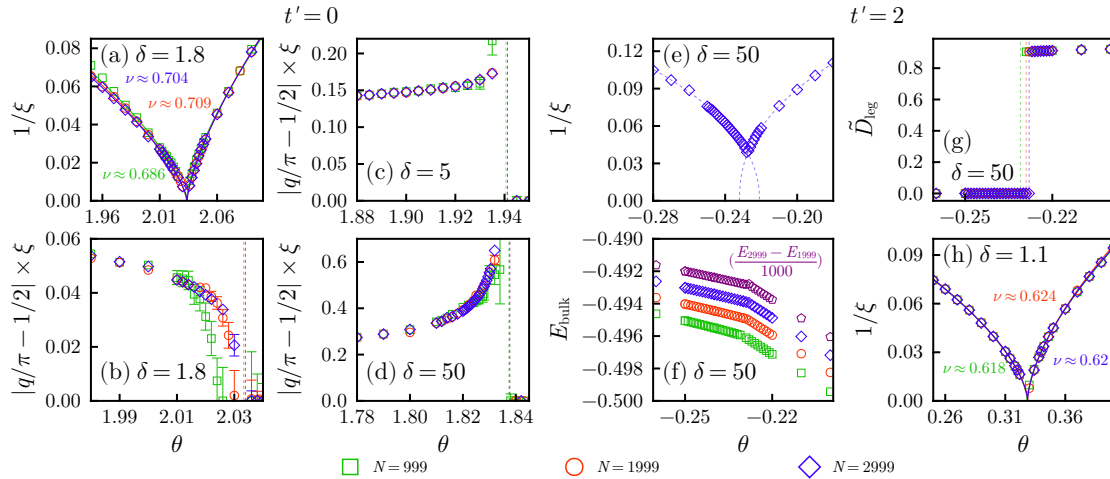 t′=0
t′=2
(a) δ=1.8
ν≈0.704
ν≈0.709
ν≈0.686
1/ξ
0.08
0.06
0.04
0.02
0.00
1.96
2.01
2.06
|q/π−1/2|×ξ
0.20
0.15
0.10
0.05
0.00
(c) δ=5
1.88
1.90
1.92
1.94
(e) δ=50
1/ξ
0.12
0.09
0.06
0.03
0.00
−0.28
−0.24
−0.20
D̃leg
0.8
0.6
0.4
0.2
0.0
(g)
δ=50
−0.25
−0.22
|q/π−1/2|×ξ
0.06
0.04
0.02
0.00
(b) δ=1.8
1.99
2.01
2.03
θ
|q/π−1/2|×ξ
0.6
0.4
0.2
0.0
(d) δ=50
1.78
1.80
1.82
1.84
θ
Ebulk
−0.490
−0.492
−0.494
−0.496
−0.498
−0.500
(E2999−E1999
1000)
(f) δ=50
−0.25
−0.22
θ
1/ξ
0.09
0.06
0.03
0.00
(h) δ=1.1
ν≈0.624
ν≈0.618
ν≈0.62
0.26
0.31
0.36
θ
N=999
N=1999
N=2999